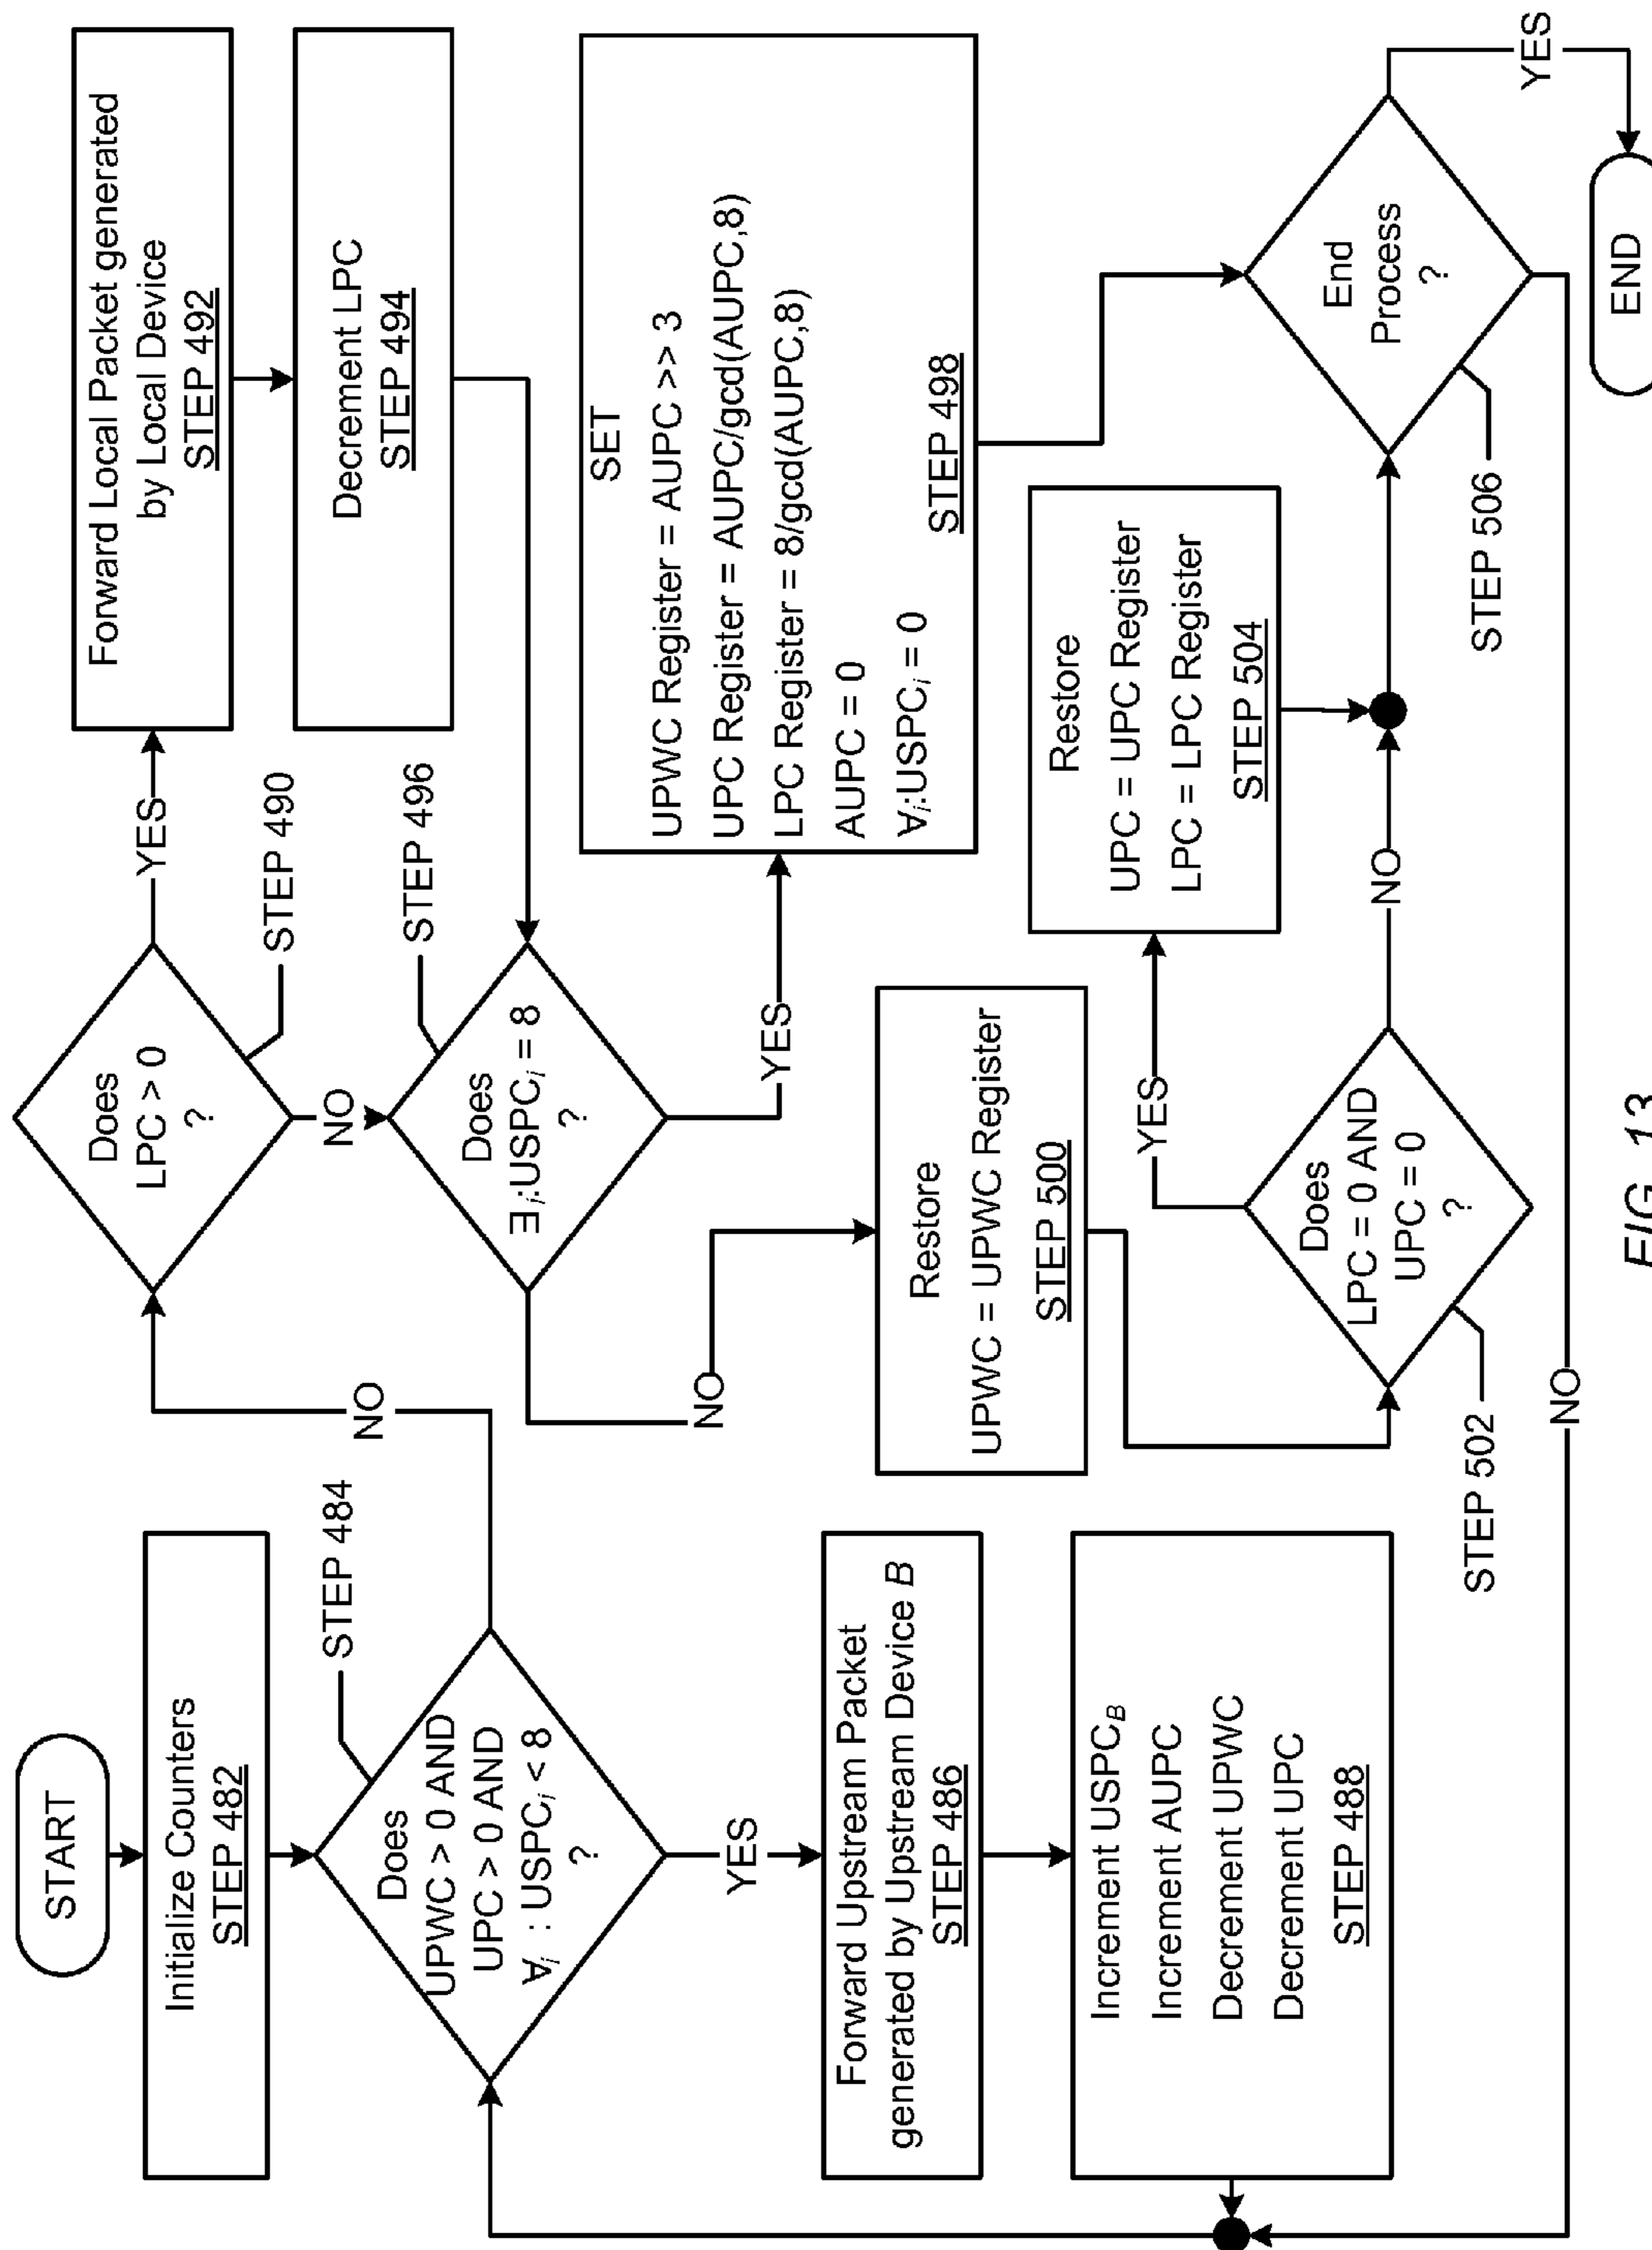 START
Initialize Counters
STEP 482
STEP 484
Does
UPWC > 0 AND
UPC > 0 AND
∀i : USPCi < 8
?
YES
NO
Forward Upstream Packet
generated by Upstream Device B
STEP 486
Increment USPCB
Increment AUPC
Decrement UPWC
Decrement UPC
STEP 488
Does
LPC > 0
?
YES
NO
STEP 490
Forward Local Packet generated
by Local Device
STEP 492
Decrement LPC
STEP 494
STEP 496
Does
∃i:USPCi = 8
?
YES
NO
SET
UPWC Register = AUPC >> 3
UPC Register = AUPC/gcd(AUPC,8)
LPC Register = 8/gcd(AUPC,8)
AUPC = 0
∀i:USPCi = 0
STEP 498
Restore
UPWC = UPWC Register
STEP 500
Does
LPC = 0 AND
UPC = 0
?
STEP 502
YES
NO
Restore
UPC = UPC Register
LPC = LPC Register
STEP 504
End
Process
?
STEP 506
YES
NO
END
FIG. 13